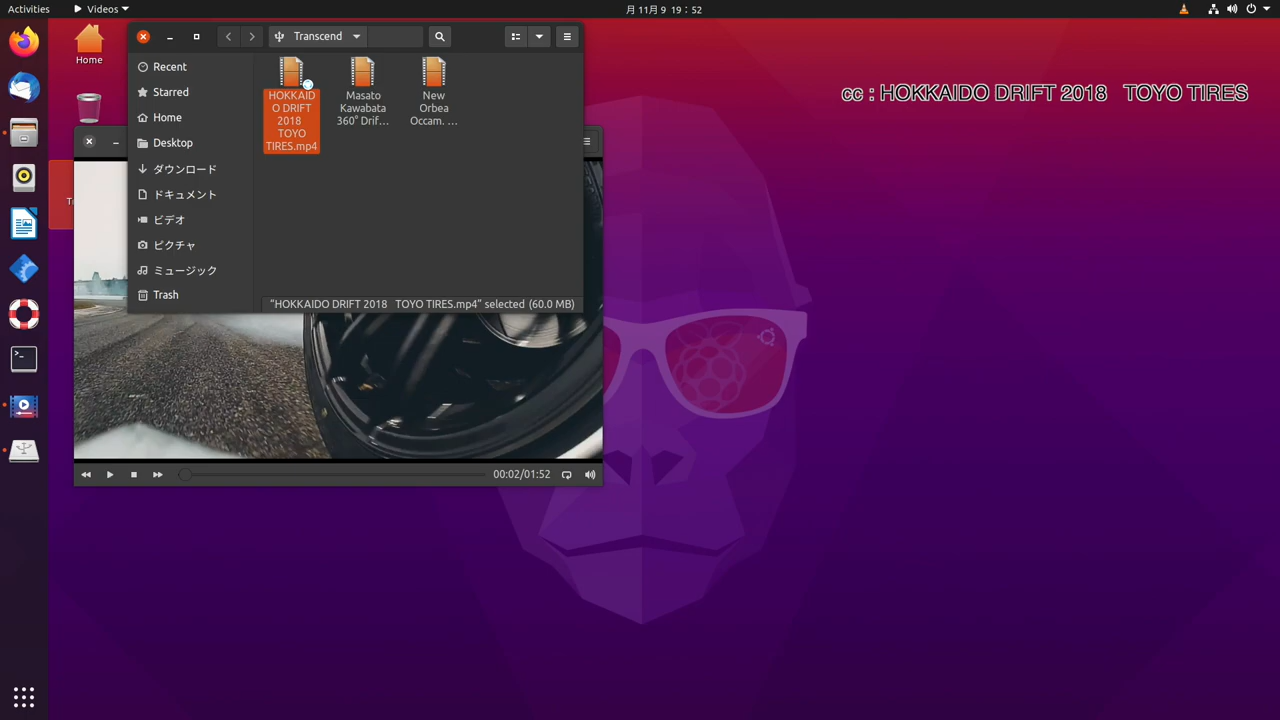 Activities
Videos
月 11月 9 19：52
Home
Transcend
cc : HOKKAIDO DRIFT 2018 TOYO TIRES
Recent
Starred
Home
Desktop
ダウンロード
ドキュメント
ビデオ
ピクチャ
ミュージック
Trash
HOKKAID
O DRIFT
2018
TOYO
TIRES.mp4
Masato
Kawabata
360° Drif...
New
Orbea
Occam. ...
"HOKKAIDO DRIFT 2018 TOYO TIRES.mp4" selected (60.0 MB)
00:02/01:52